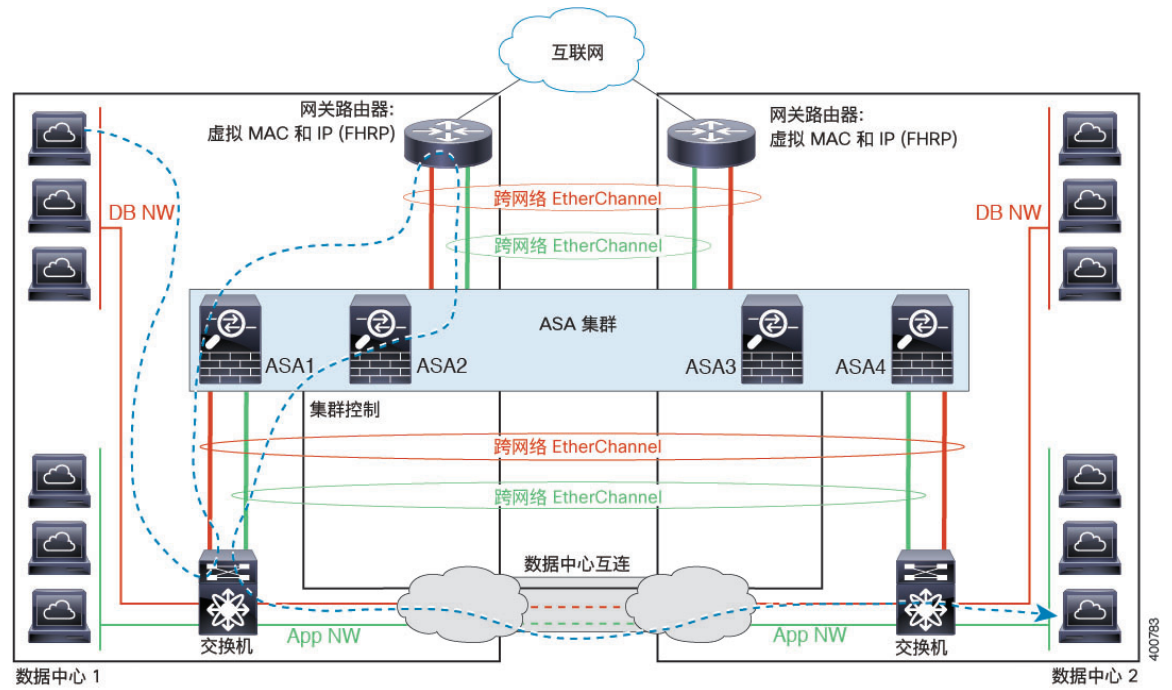 互联网
网关路由器:
虚拟 MAC 和 IP (FHRP)
网关路由器:
虚拟 MAC 和 IP (FHRP)
DB NW
跨网络 EtherChannel
DB NW
跨网络 EtherChannel
ASA 集群
ASA1
ASA2
ASA3
ASA4
集群控制
跨网络 EtherChannel
跨网络 EtherChannel
数据中心互连
App NW
App NW
交换机
交换机
数据中心 1
数据中心 2
400783